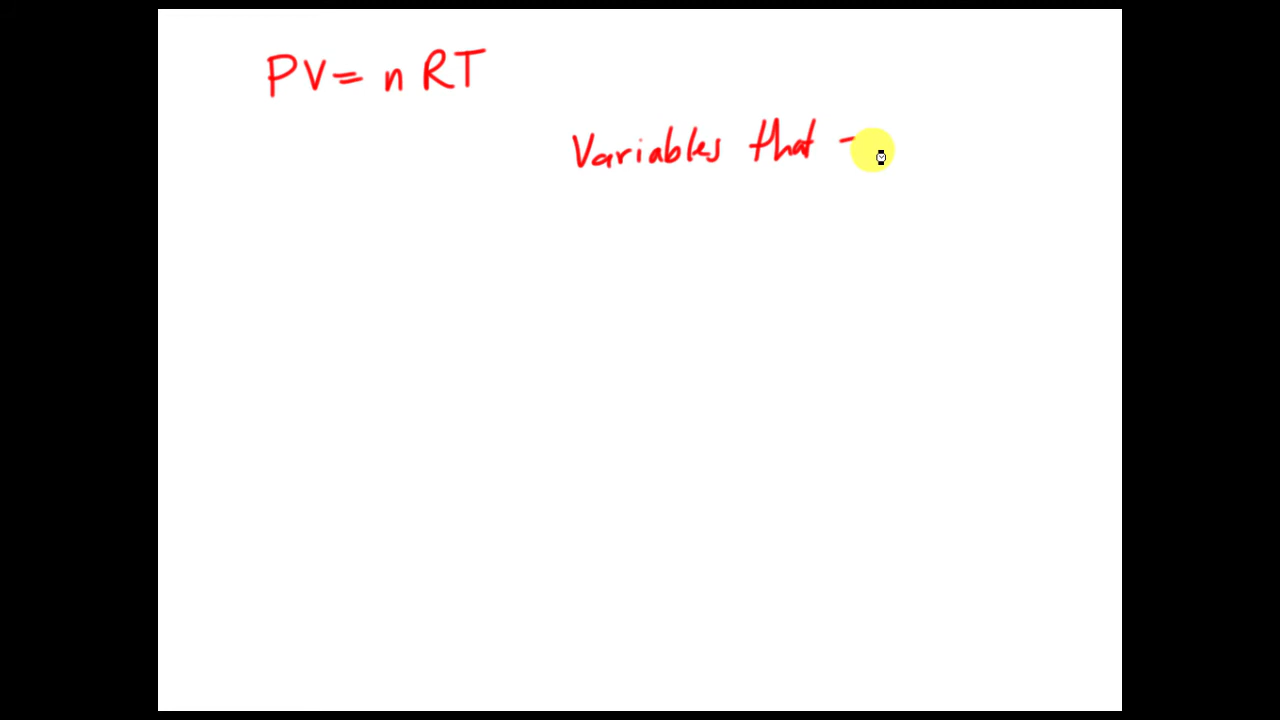 PV = nRT
Variables that